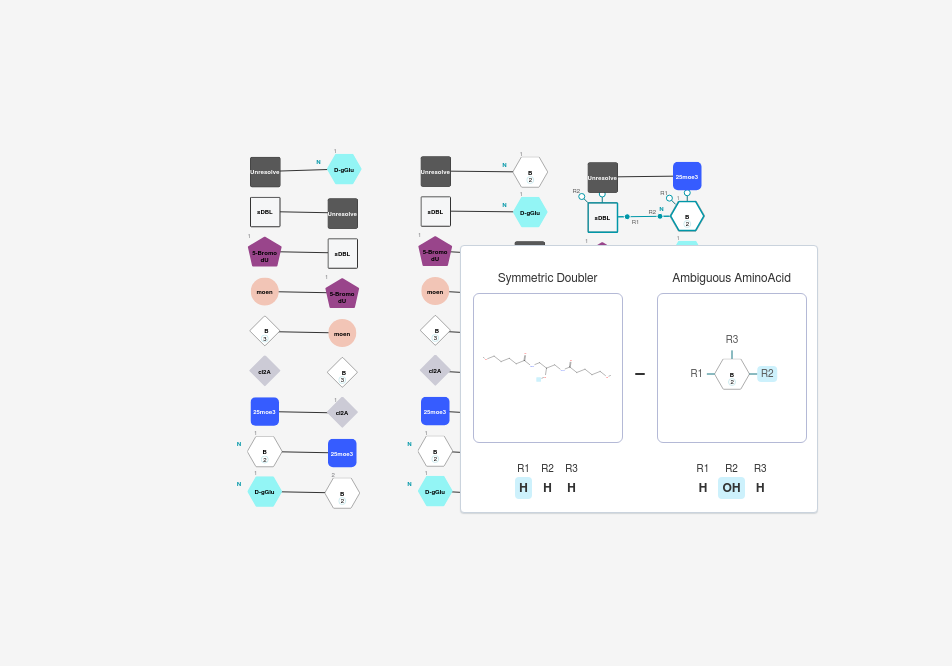 1
N
Unresolve
D-gGlu
sDBL
Unresolve
1
5-Bromo
dU
sDBL
moen
1
5-Bromo
dU
B
3
moen
cl2A
B
3
25moe3
1
cl2A
1
N
B
2
25moe3
1
N
D-gGlu
2
B
2
1
N
Unresolve
B
2
sDBL
N
D-gGlu
1
5-Bromo
dU
moen
B
3
cl2A
25moe3
1
N
B
2
1
N
D-gGlu
Unresolve
25moe3
R2
R1
1
sDBL
R2
N
R1
B
2
1
Symmetric Doubler
Ambiguous AminoAcid
R3
R1
B
2
R2
R1 R2 R3
H H H
R1 R2 R3
H OH H